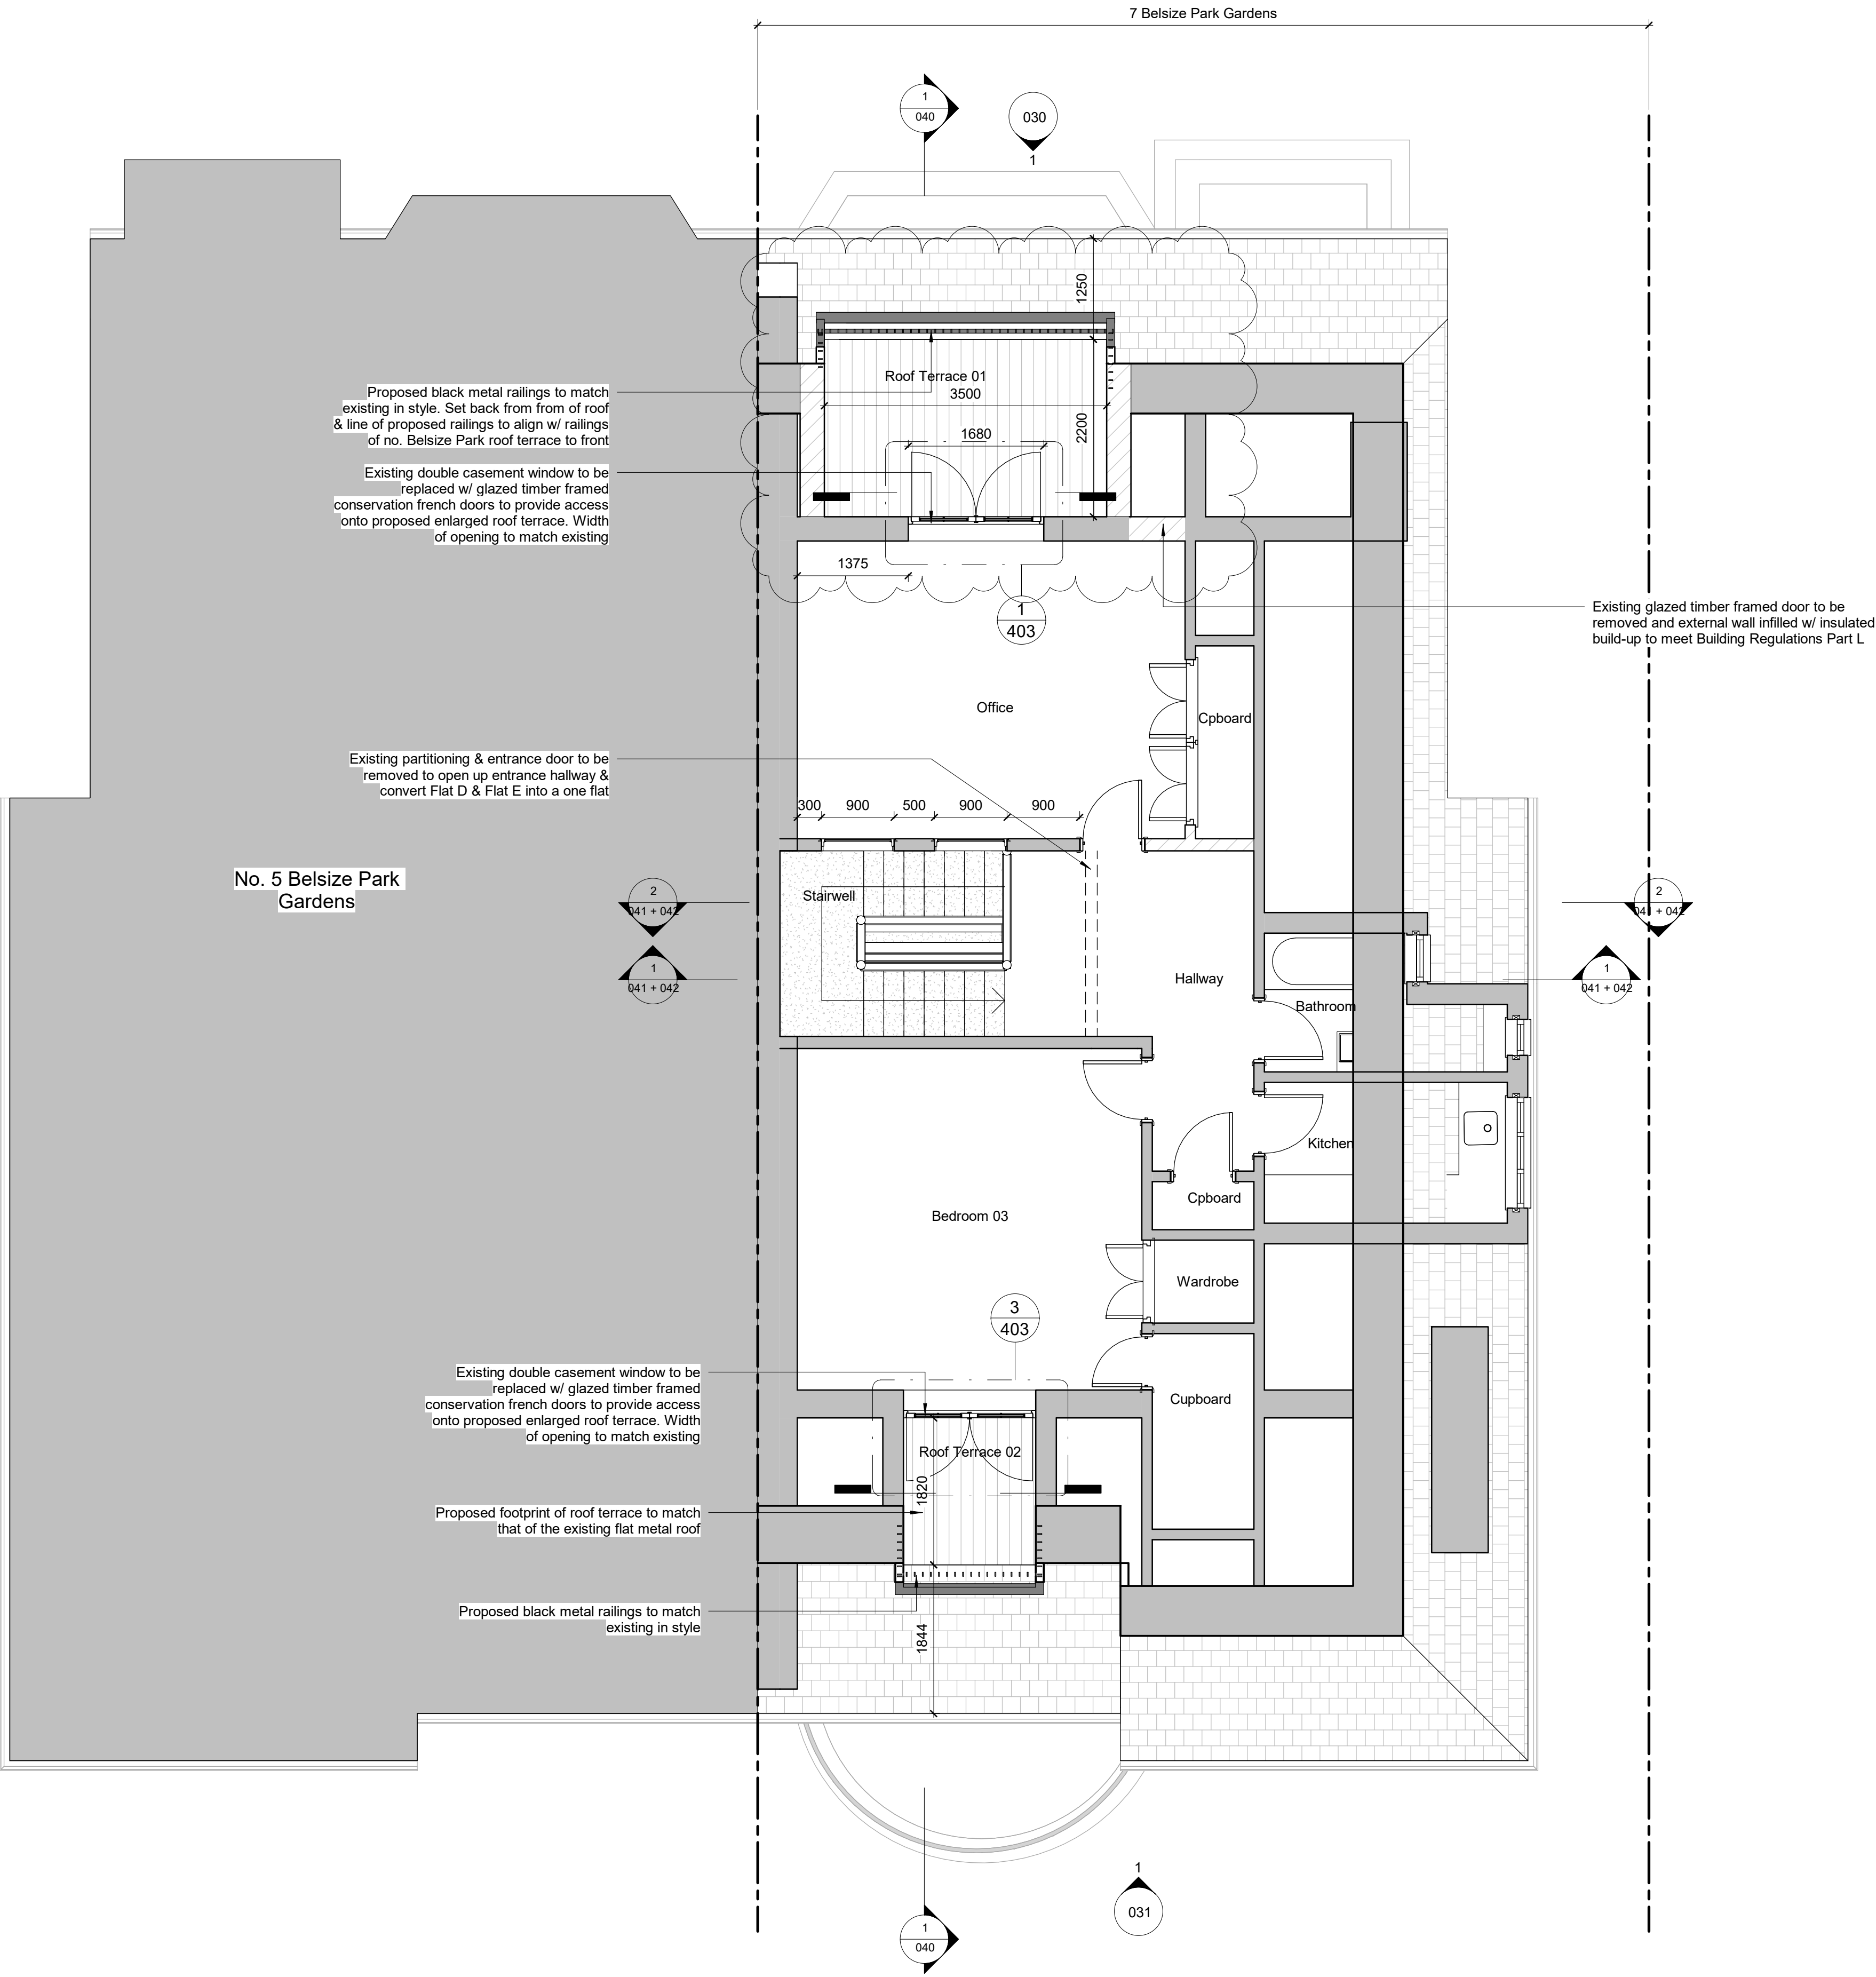 7 Belsize Park Gardens
1
040
030
1
1250
Roof Terrace 01
3500
2200
1680
Proposed black metal railings to match
existing in style. Set back from from of roof
& line of proposed railings to align w/ railings
of no. Belsize Park roof terrace to front
Existing double casement window to be
replaced w/ glazed timber framed
conservation french doors to provide access
onto proposed enlarged roof terrace. Width
of opening to match existing
1375
1
403
Existing glazed timber framed door to be
removed and external wall infilled w/ insulated
build-up to meet Building Regulations Part L
Office
Cpboard
Existing partitioning & entrance door to be
removed to open up entrance hallway &
convert Flat D & Flat E into a one flat
300
900
500
900
900
No. 5 Belsize Park
Gardens
Stairwell
2
041 + 042
2
041 + 042
1
041 + 042
1
041 + 042
Hallway
Bathroom
Kitchen
Cpboard
Bedroom 03
Wardrobe
3
403
Cupboard
Existing double casement window to be
replaced w/ glazed timber framed
conservation french doors to provide access
onto proposed enlarged roof terrace. Width
of opening to match existing
Roof Terrace 02
1820
Proposed footprint of roof terrace to match
that of the existing flat metal roof
Proposed black metal railings to match
existing in style
1844
1
031
1
040